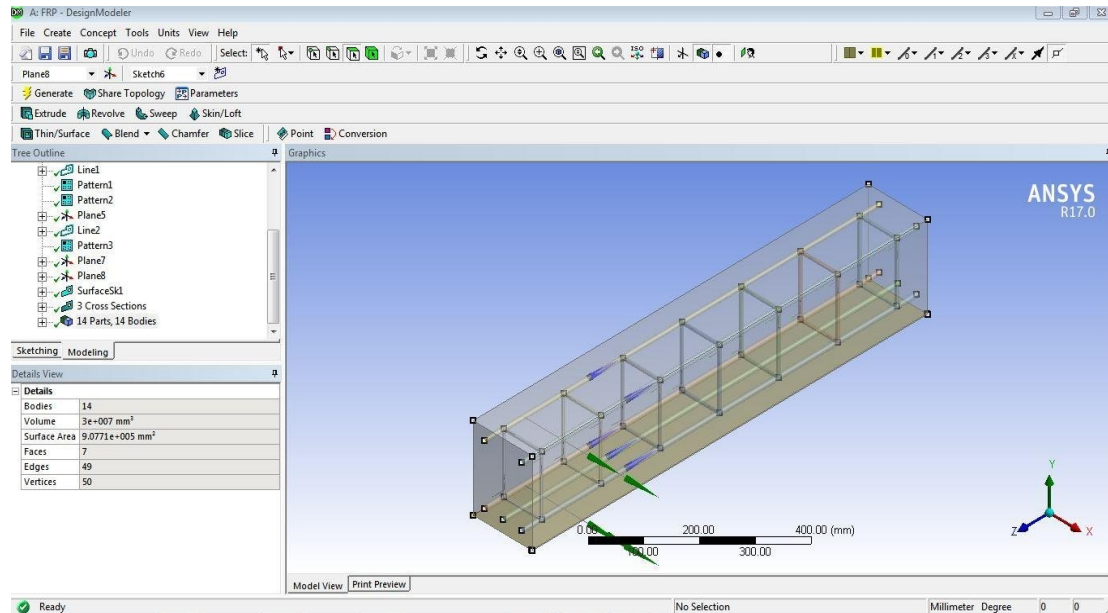 A: FRP - DesignModeler
File Create Concept Tools Units View Help
Undo Redo Select:
Plane8 Sketch6
Generate Share Topology Parameters
Extrude Revolve Sweep Skin/Loft
Thin/Surface Blend Chamfer Slice Point Conversion
Tree Outline
Line1
Pattern1
Pattern2
Plane5
Line2
Pattern3
Plane7
Plane8
SurfaceSk1
3 Cross Sections
14 Parts, 14 Bodies
Sketching Modeling
Details View
Details
Bodies 14
Volume 3e+007 mm³
Surface Area 9.0771e+005 mm²
Faces 7
Edges 49
Vertices 50
Graphics
ANSYS
R17.0
0.00 200.00 400.00 (mm)
100.00 300.00
Y
Z X
Model View Print Preview
Ready No Selection Millimeter Degree 0 0